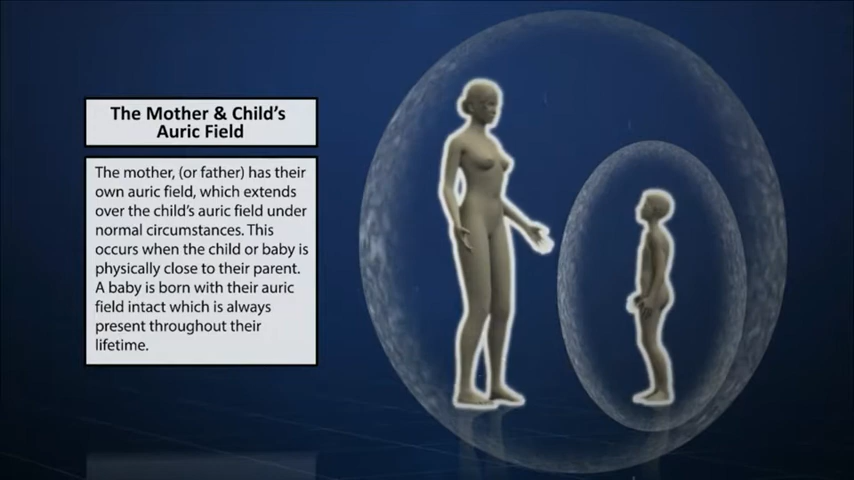 The Mother & Child's
Auric Field
The mother, (or father) has their
own auric field, which extends
over the child's auric field under
normal circumstances. This
occurs when the child or baby is
physically close to their parent.
A baby is born with their auric
field intact which is always
present throughout their
lifetime.